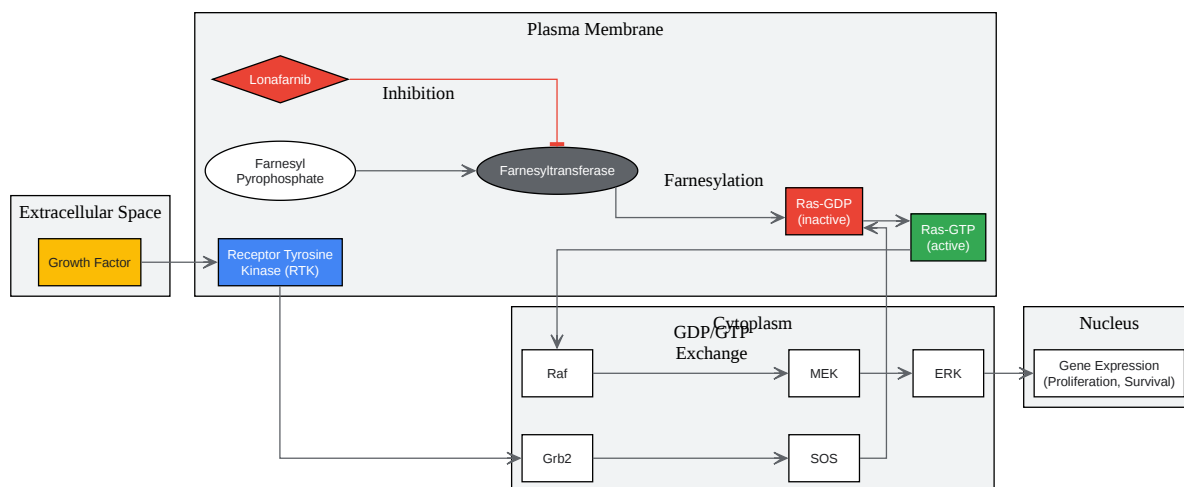 Plasma Membrane
Lonafarnib
Inhibition
Farnesyl
Pyrophosphate
Farnesyltransferase
Farnesylation
Ras-GDP
(inactive)
Ras-GTP
(active)
Extracellular Space
Growth Factor
Receptor Tyrosine
Kinase (RTK)
Cytoplasm
GDP/GTP
Exchange
Raf
MEK
ERK
Grb2
SOS
Nucleus
Gene Expression
(Proliferation, Survival)